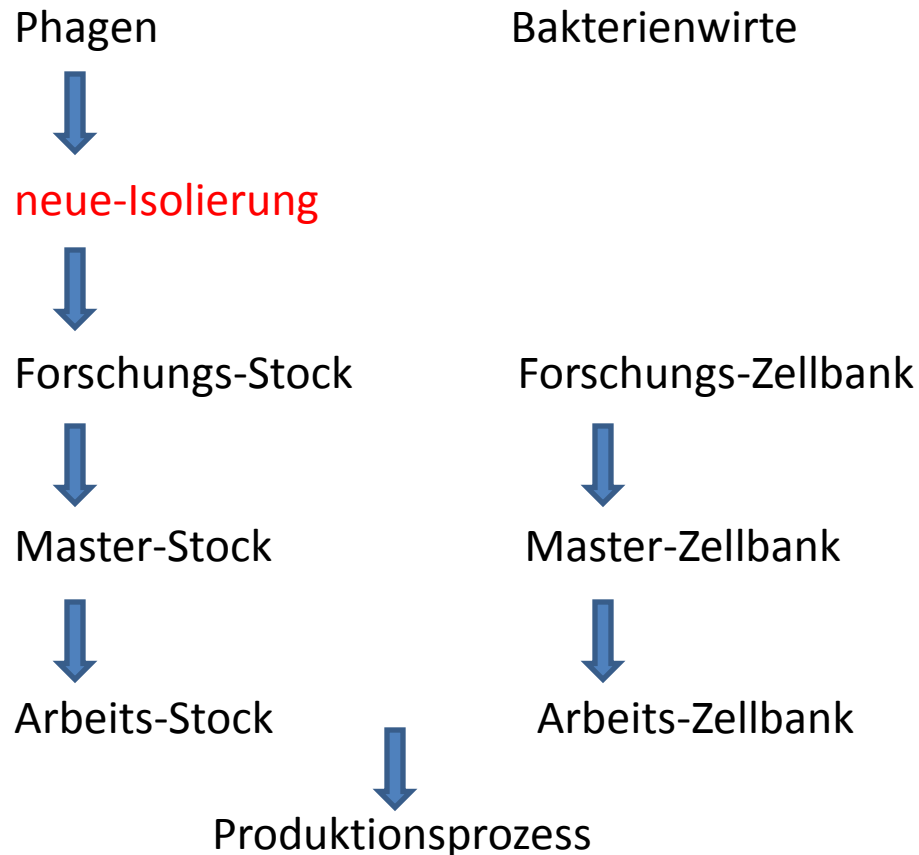 Phagen Bakterienwirte
neue-Isolierung
Forschungs-Stock Forschungs-Zellbank
Master-Stock Master-Zellbank
Arbeits-Stock Arbeits-Zellbank
Produktionsprozess